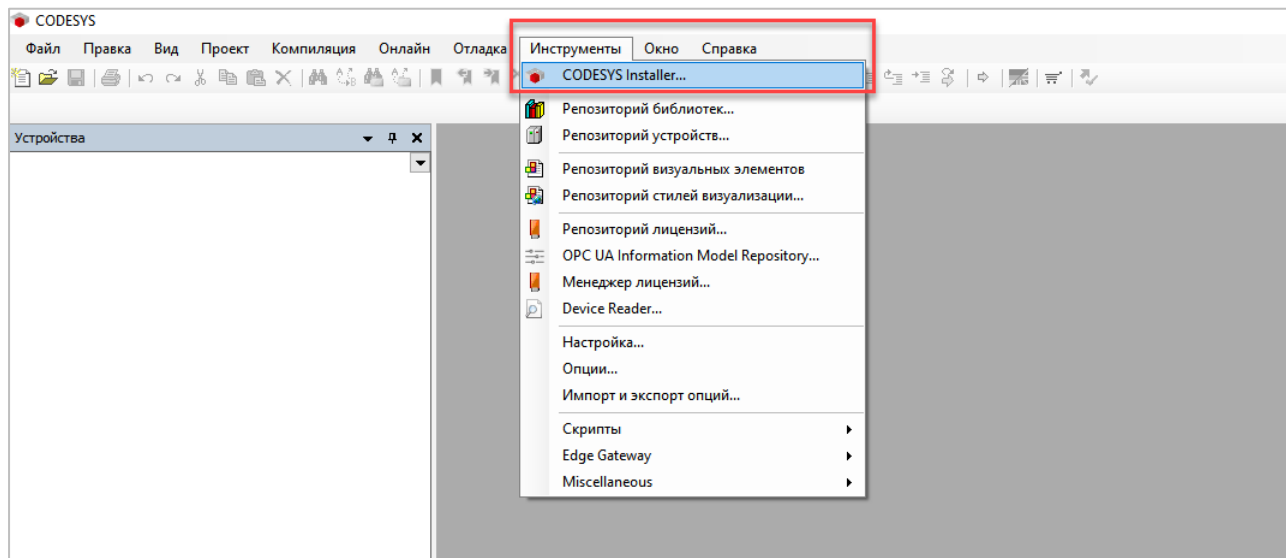 CODESYS
Файл Правка Вид Проект Компиляция Онлайн Отладка Инструменты Окно Справка
CODESYS Installer...
Репозиторий библиотек...
Устройства
Репозиторий устройств...
Репозиторий визуальных элементов
Репозиторий стилей визуализации...
Репозиторий лицензий...
OPC UA Information Model Repository...
Менеджер лицензий...
Device Reader...
Настройка...
Опции...
Импорт и экспорт опций...
Скрипты
Edge Gateway
Miscellaneous